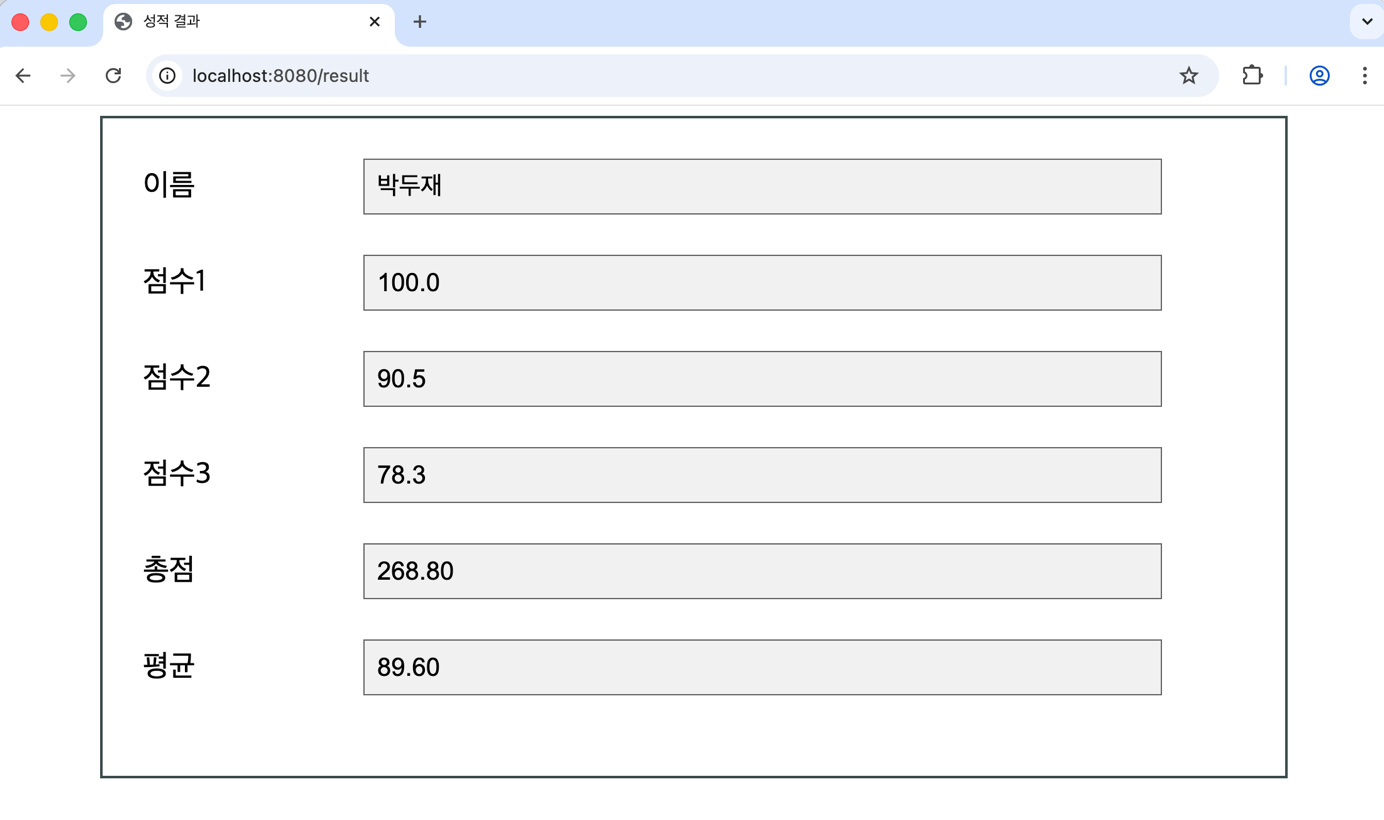 성적 결과
localhost:8080/result
이름 박두재
점수1 100.0
점수2 90.5
점수3 78.3
총점 268.80
평균 89.60